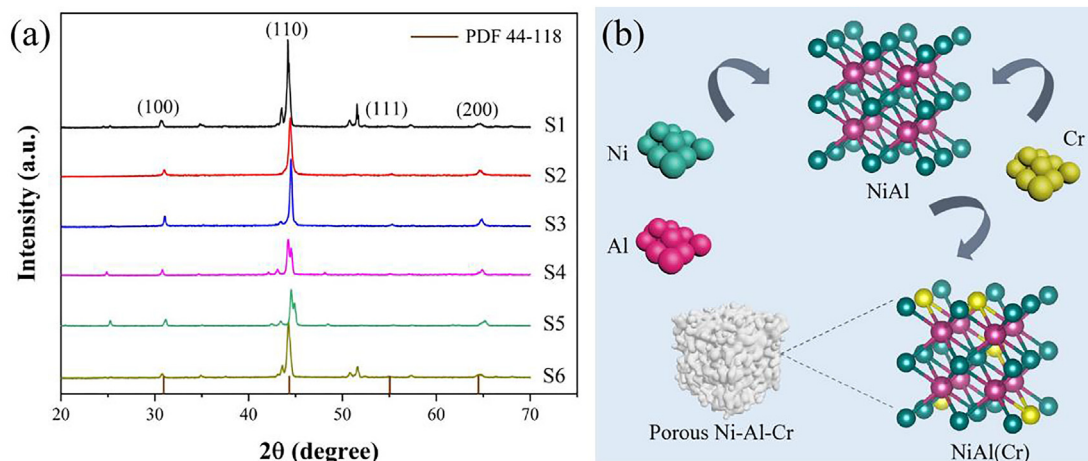 (a)
(110)
PDF 44-118
(100)
(111)
(200)
S1
S2
S3
S4
S5
S6
Intensity (a.u.)
20 30 40 50 60 70
2θ (degree)
(b)
Ni
Cr
NiAl
Al
Porous Ni-Al-Cr
NiAl(Cr)